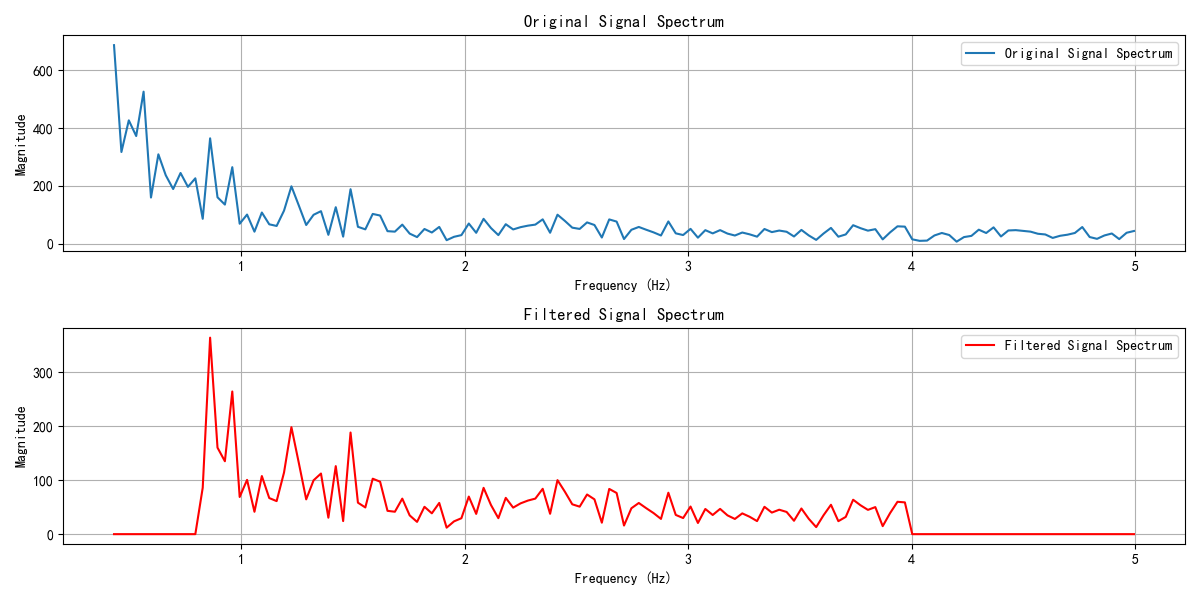 Original Signal Spectrum
Original Signal Spectrum
Magnitude
600
400
200
0
1 2 3 4 5
Frequency (Hz)
Filtered Signal Spectrum
Filtered Signal Spectrum
Magnitude
300
200
100
0
1 2 3 4 5
Frequency (Hz)